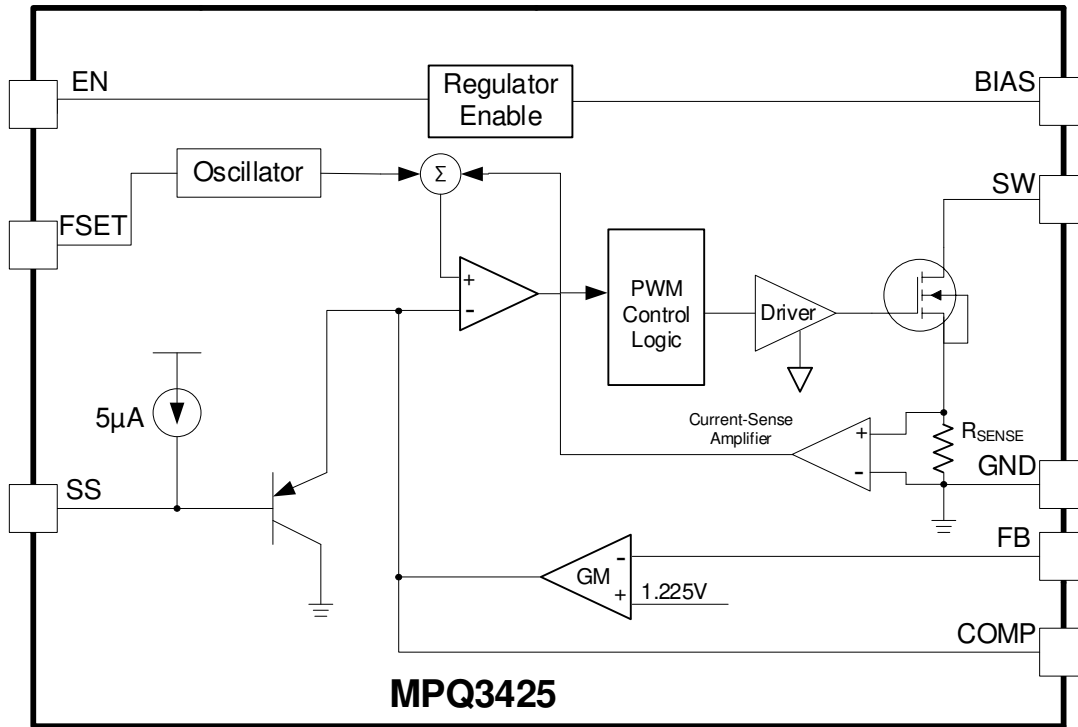 EN
Regulator
Enable
BIAS
Oscillator
Σ
SW
FSET
+
-
PWM
Control
Logic
Driver
5µA
Current-Sense
Amplifier
+
-
RSENSE
GND
SS
FB
-
GM
+
1.225V
COMP
MPQ3425